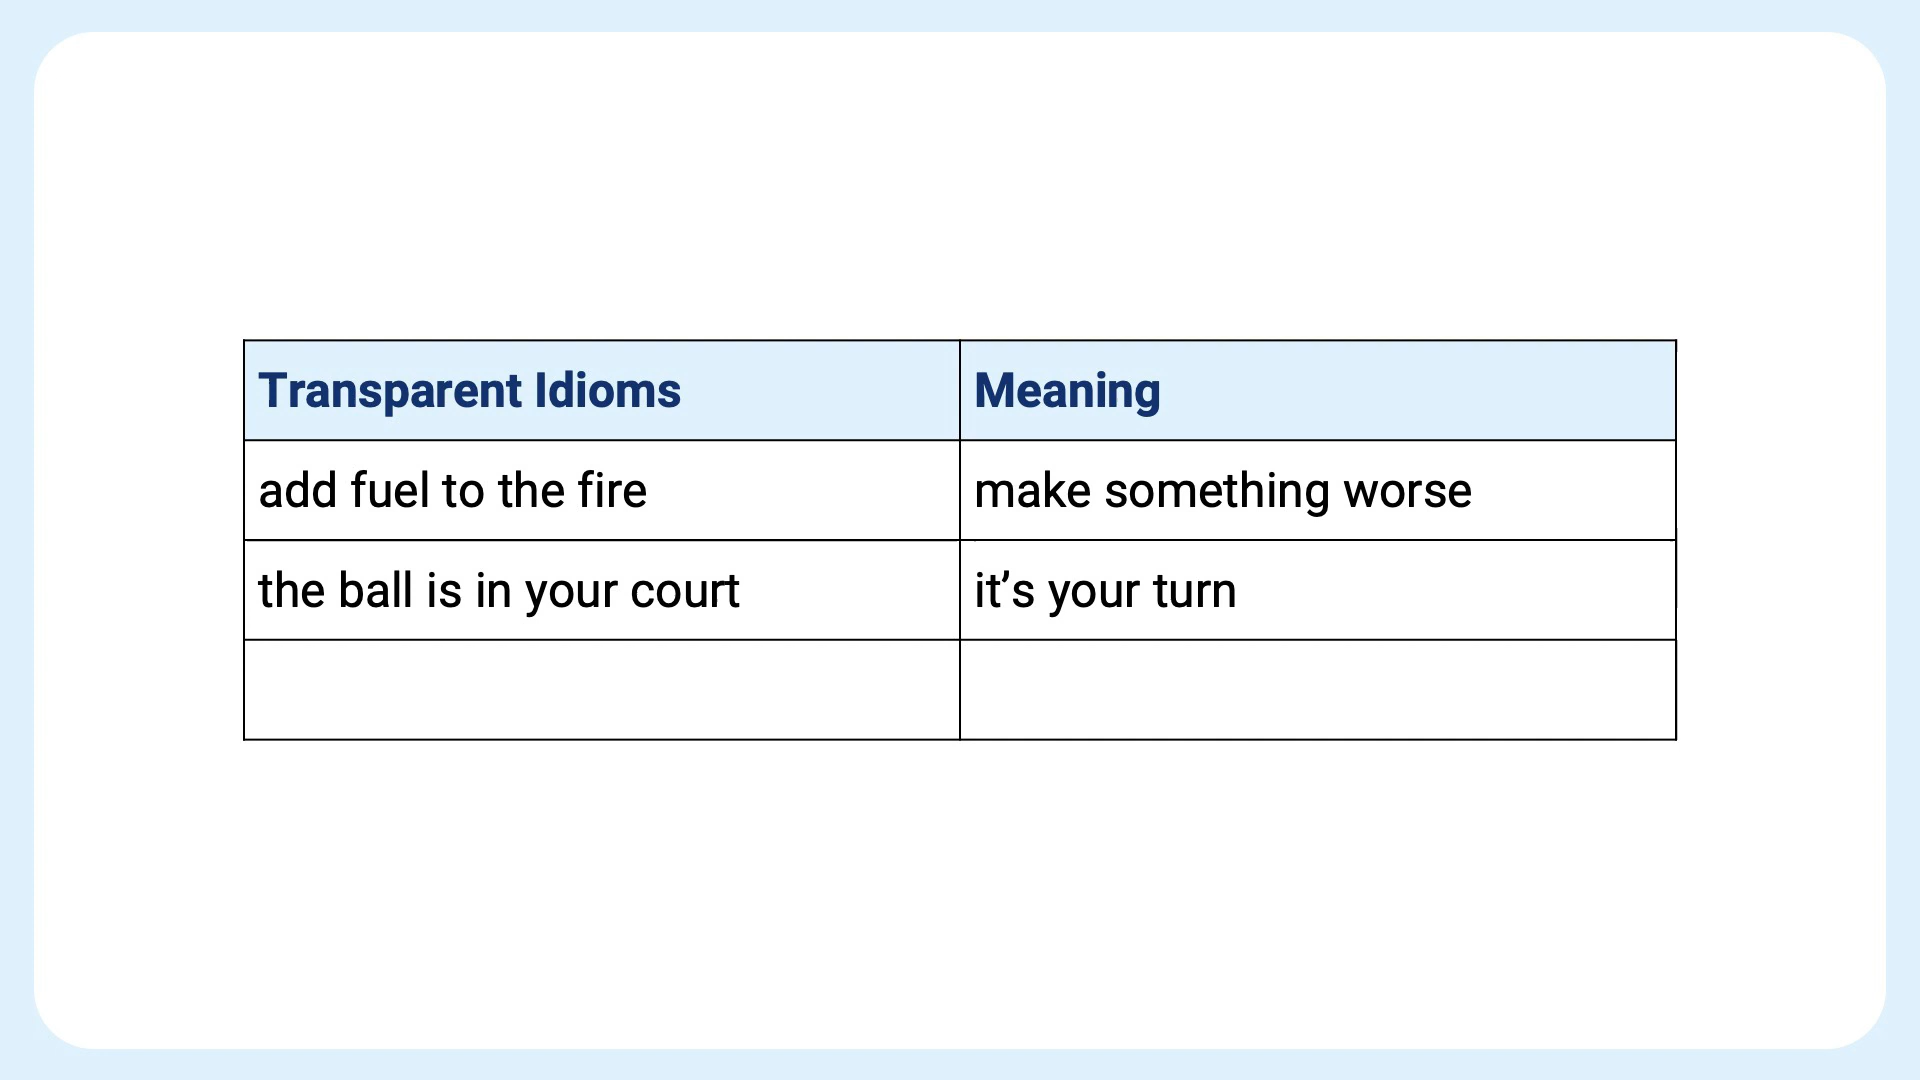 Transparent Idioms Meaning
add fuel to the fire make something worse
the ball is in your court it’s your turn